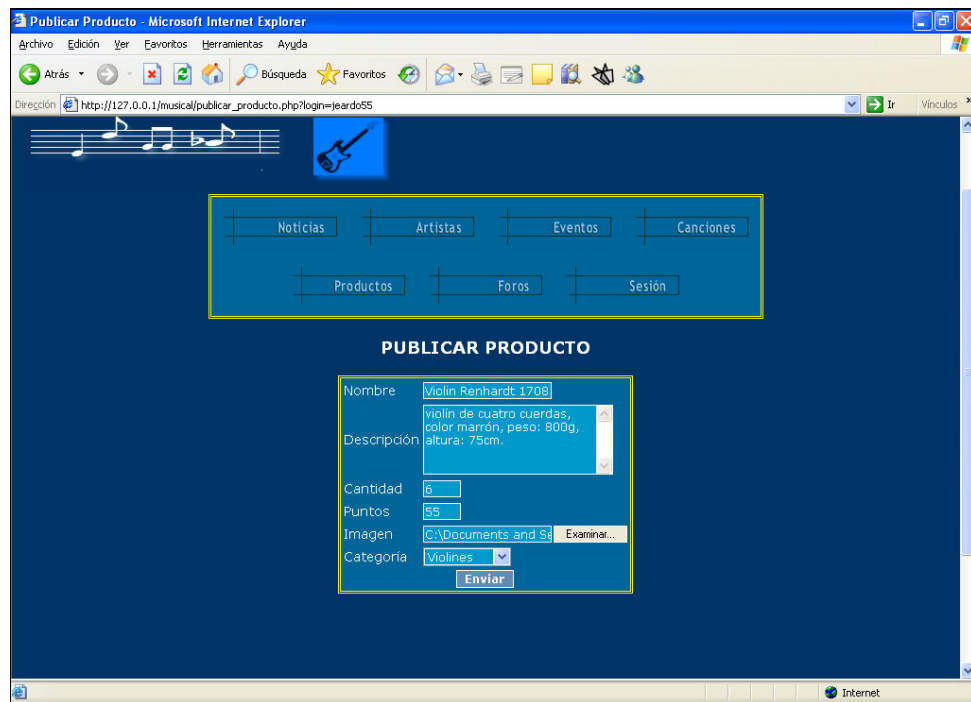 Publicar Producto - Microsoft Internet Explorer
Archivo Edición Ver Favoritos Herramientas Ayuda
Atrás Búsqueda Favoritos
Dirección http://127.0.0.1/musical/publicar_producto.php?login=jeardo55 Ir Vínculos
Noticias Artistas Eventos Canciones
Productos Foros Sesión
PUBLICAR PRODUCTO
Nombre Violin Renhardt 1708
Descripción violín de cuatro cuerdas,
color marrón, peso: 800g,
altura: 75cm.
Cantidad 6
Puntos 55
Imagen C:\Documents and Se Examinar...
Categoría Violines
Enviar
Internet